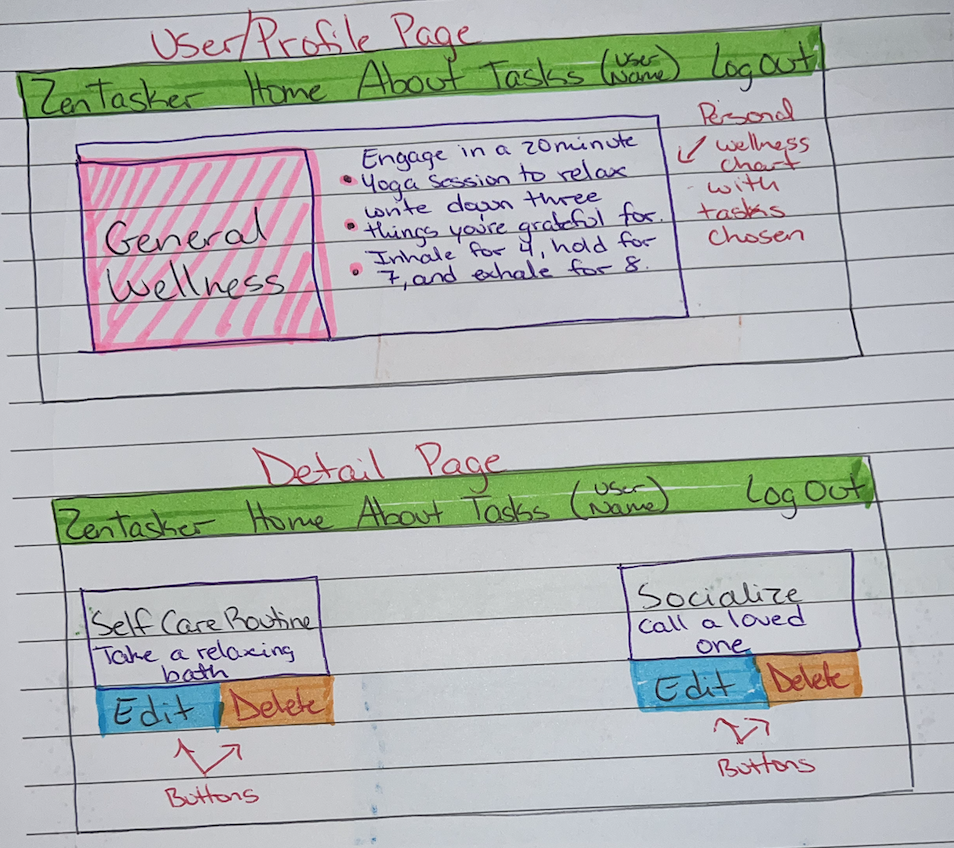 User/Profile Page
ZenTasker Home About Tasks (User Name) Log Out
General
Wellness
Engage in a 20 minute
• Yoga session to relax
write down three
• things you're grateful for.
Inhale for 4, hold for
• 7, and exhale for 8.
Personal
wellness
chart
with
tasks
chosen
Detail Page
ZenTasker Home About Tasks (User Name) Log Out
Self Care Routine
Take a relaxing
bath
Edit Delete
Buttons
Socialize
Call a loved
one
Edit Delete
Buttons